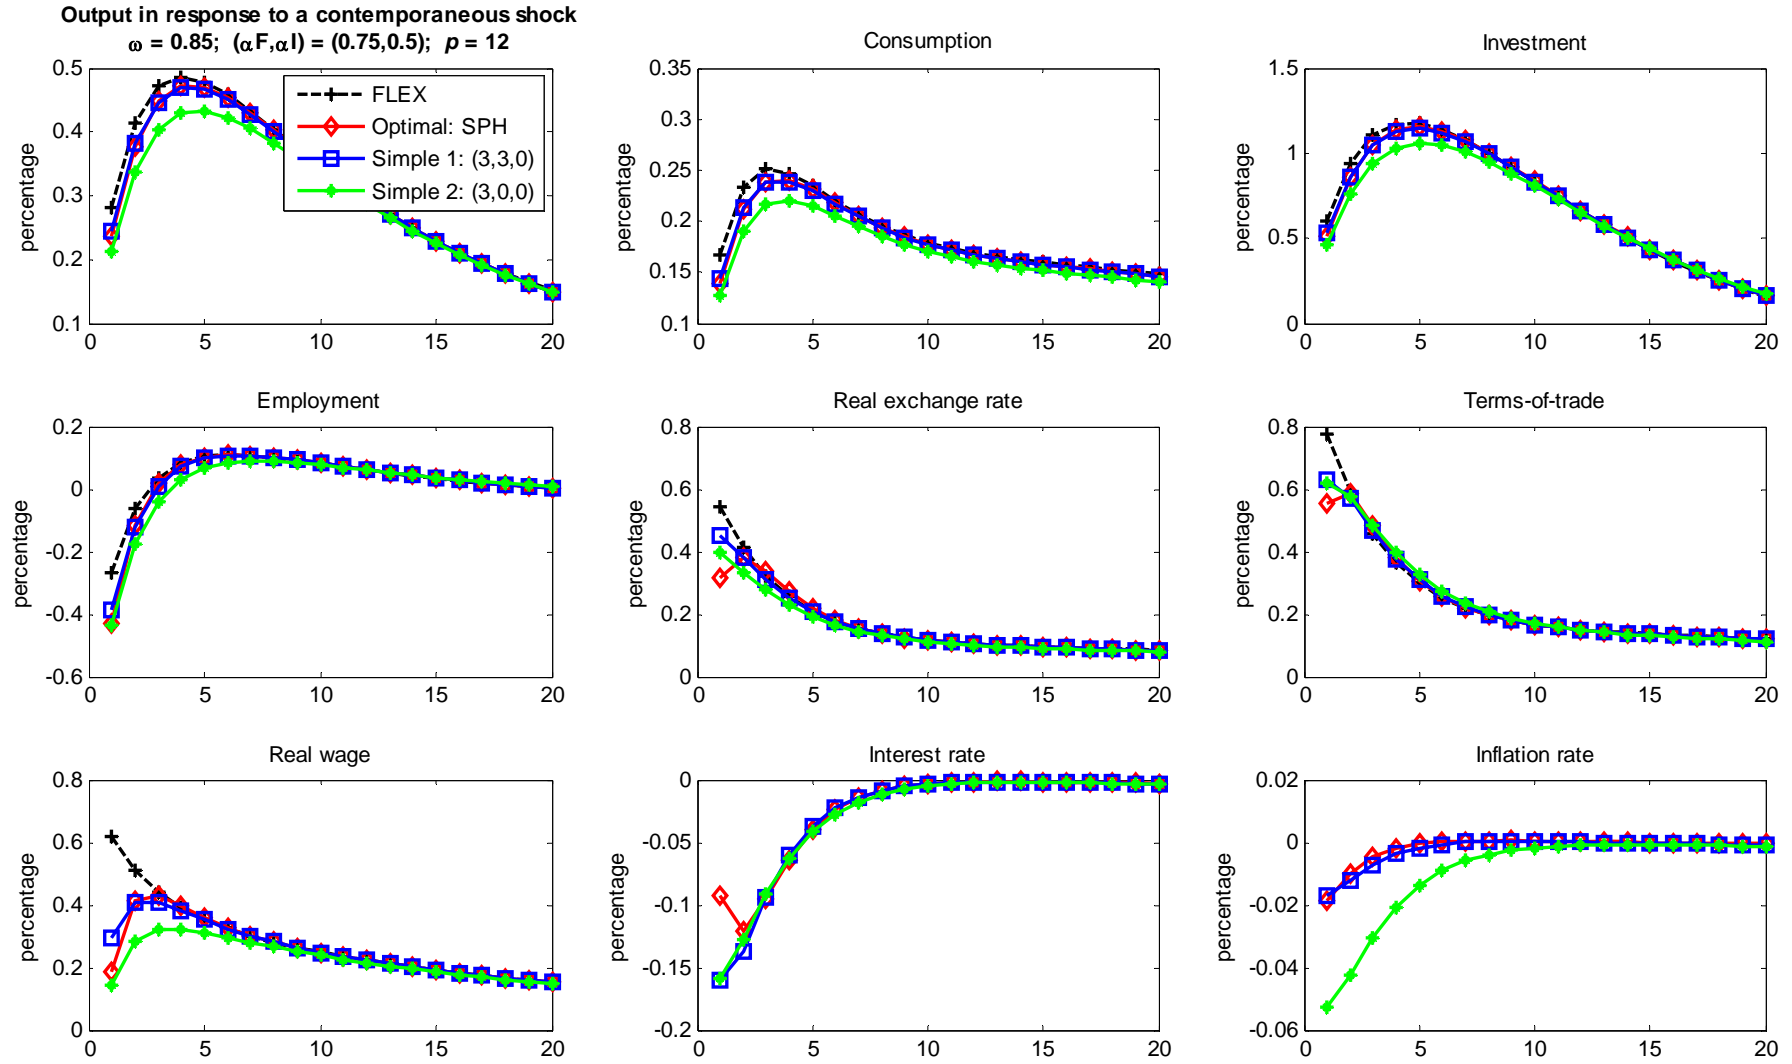 Output in response to a contemporaneous shock
ω = 0.85; (αF,αI) = (0.75,0.5); p = 12
0.5
0.4
0.3
0.2
0.1
percentage
0 5 10 15 20
FLEX
Optimal: SPH
Simple 1: (3,3,0)
Simple 2: (3,0,0)
Consumption
0.35
0.3
0.25
0.2
0.15
0.1
percentage
0 5 10 15 20
Investment
1.5
1
0.5
0
percentage
0 5 10 15 20
Employment
0.2
0
-0.2
-0.4
-0.6
percentage
0 5 10 15 20
Real exchange rate
0.8
0.6
0.4
0.2
0
percentage
0 5 10 15 20
Terms-of-trade
0.8
0.6
0.4
0.2
0
percentage
0 5 10 15 20
Real wage
0.8
0.6
0.4
0.2
0
percentage
0 5 10 15 20
Interest rate
0
-0.05
-0.1
-0.15
-0.2
percentage
0 5 10 15 20
Inflation rate
0.02
0
-0.02
-0.04
-0.06
percentage
0 5 10 15 20